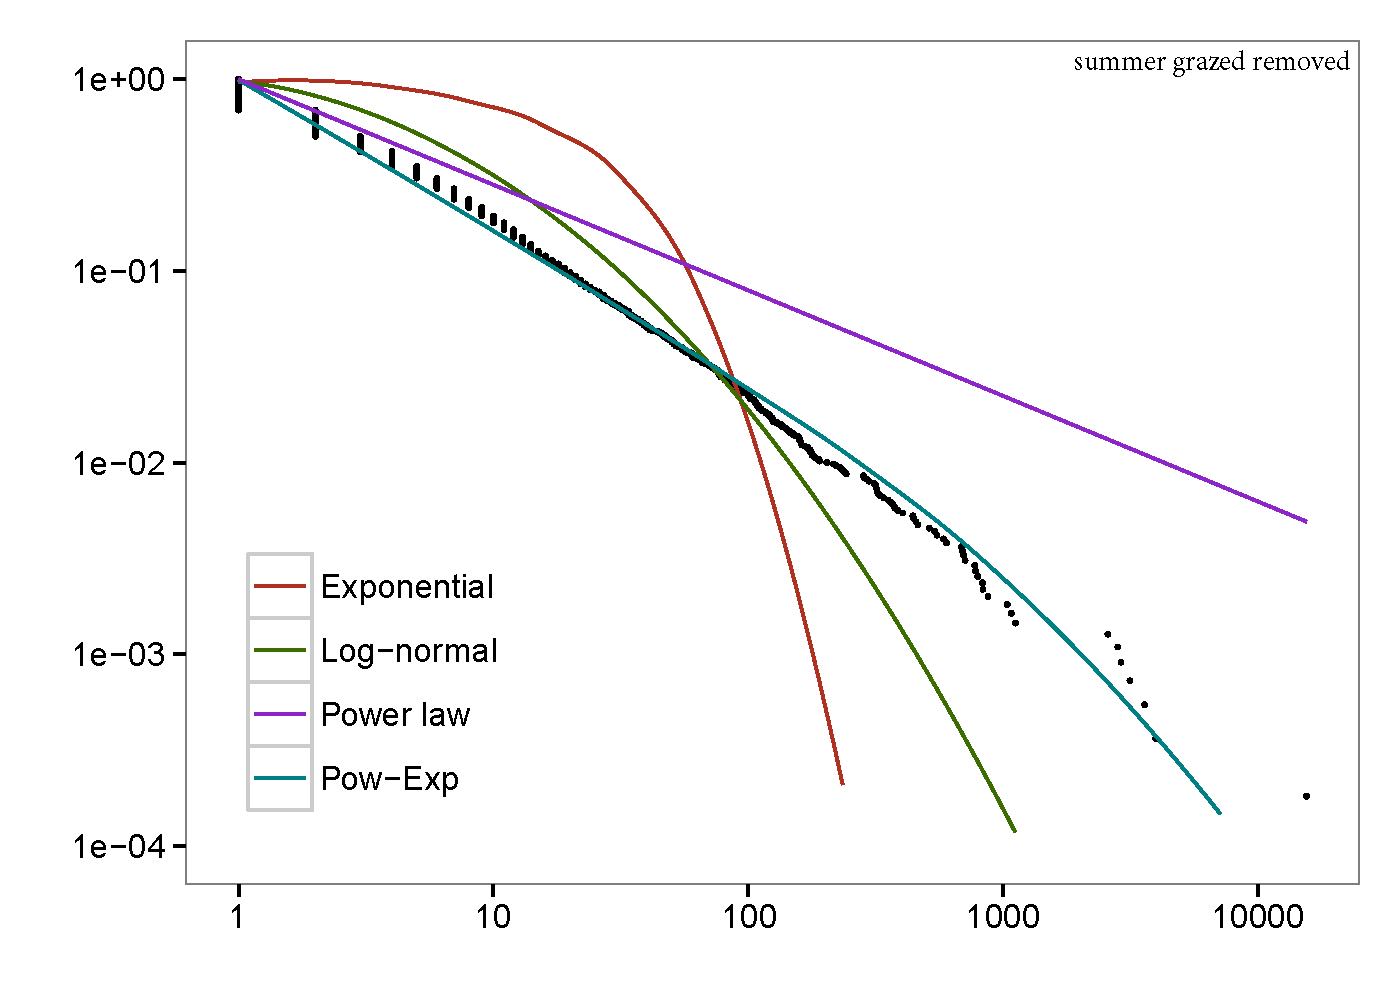 summer grazed removed
1e+00
1e−01
1e−02
1e−03
1e−04
Exponential
Log−normal
Power law
Pow−Exp
1
10
100
1000
10000